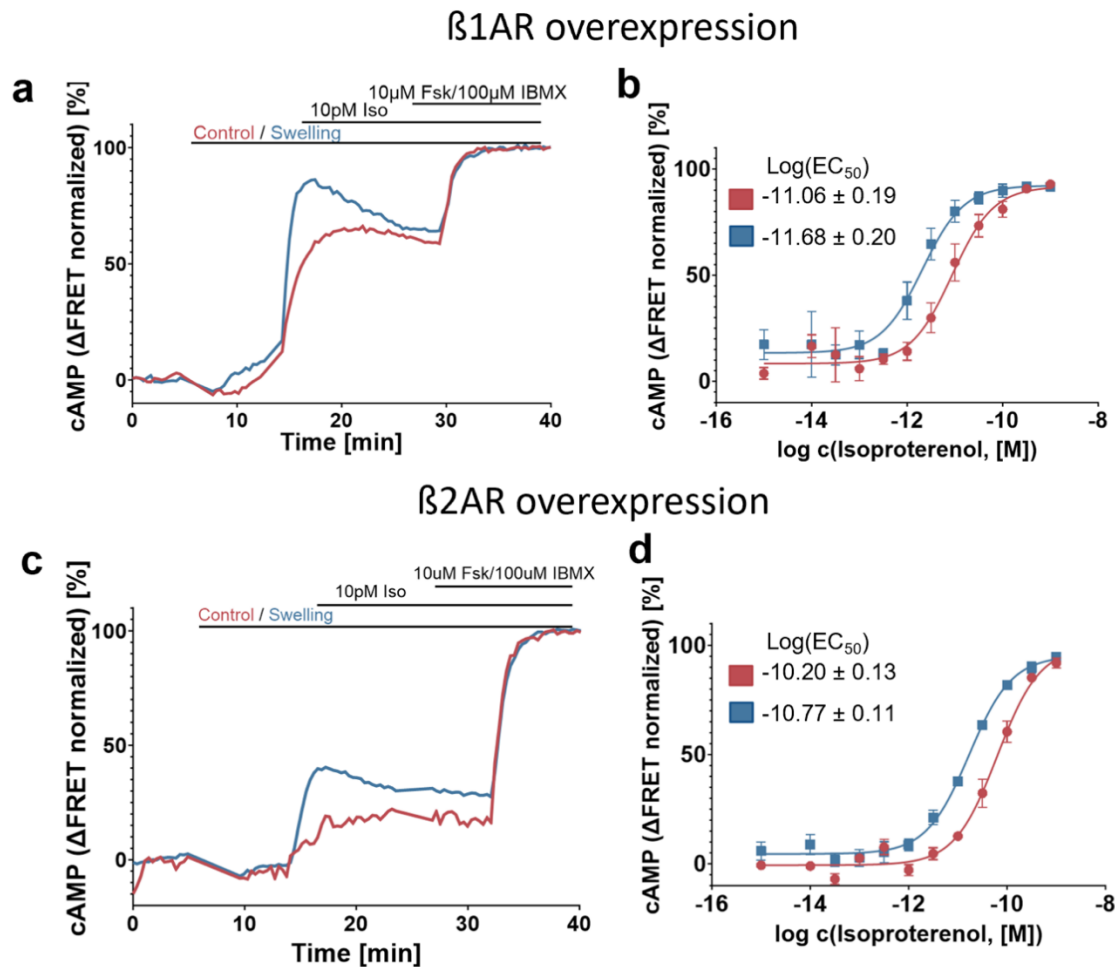 ß1AR overexpression
a
10µM Fsk/100µM IBMX
10pM Iso
Control / Swelling
cAMP (ΔFRET normalized) [%]
100
50
0
0 10 20 30 40
Time [min]
b
Log(EC50)
-11.06 ± 0.19
-11.68 ± 0.20
cAMP (ΔFRET normalized) [%]
100
50
0
-16 -14 -12 -10 -8
log c(Isoproterenol, [M])
ß2AR overexpression
c
10uM Fsk/100uM IBMX
10pM Iso
Control / Swelling
cAMP (ΔFRET normalized) [%]
100
50
0
0 10 20 30 40
Time [min]
d
Log(EC50)
-10.20 ± 0.13
-10.77 ± 0.11
cAMP (ΔFRET normalized) [%]
100
50
0
-16 -14 -12 -10 -8
log c(Isoproterenol, [M])